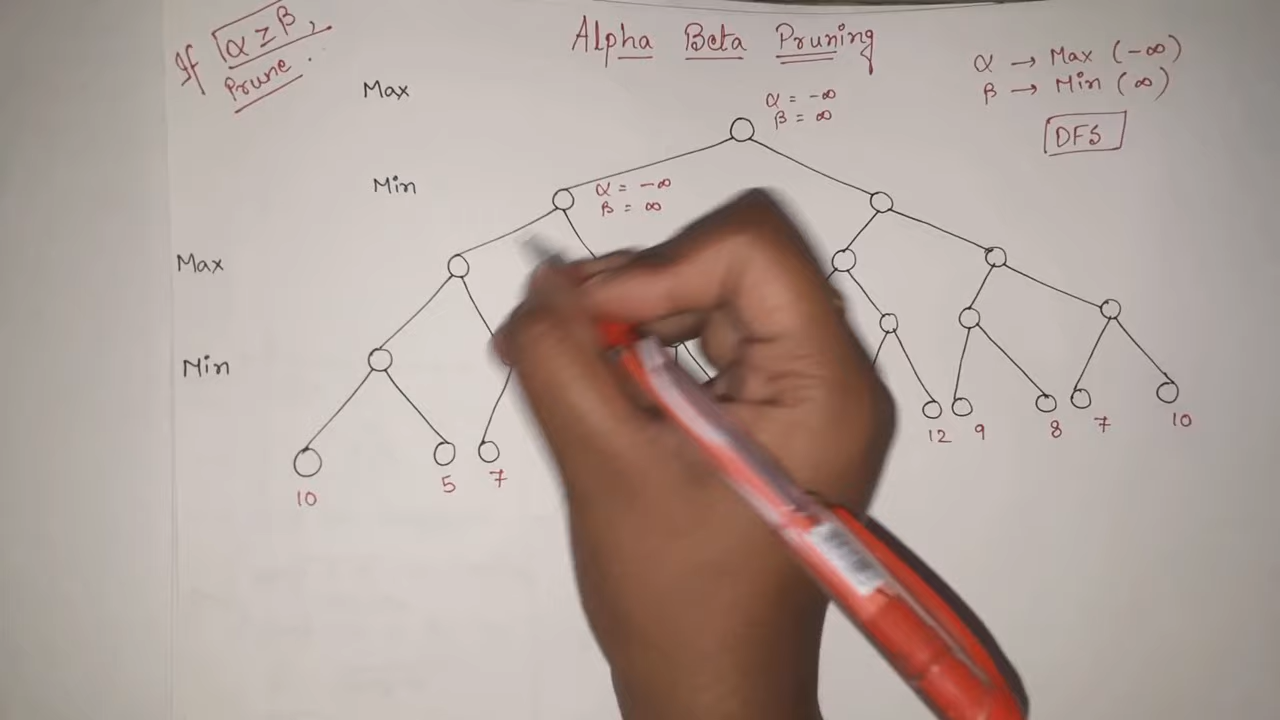 If α ≥ β,
Prune.
Alpha Beta Pruning
α → Max (-∞)
β → Min (∞)
DFS
Max
α = -∞
β = ∞
Min
α = -∞
β = ∞
Max
Min
10
5
7
12
9
8
7
10